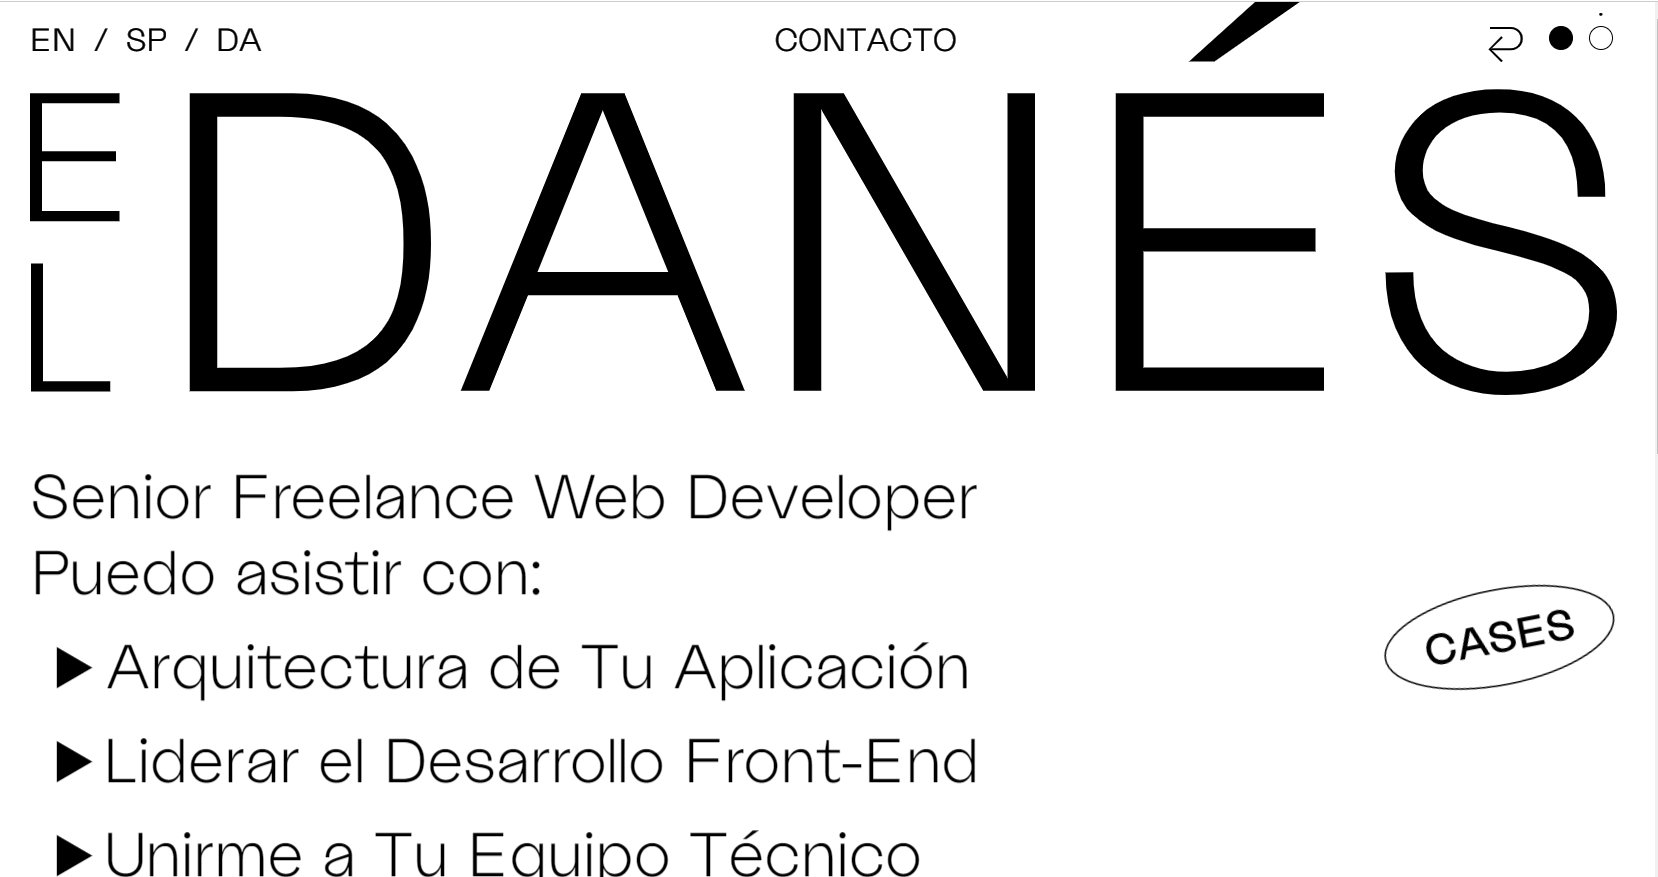 EN / SP / DA
CONTACTO
EL DANÉS
Senior Freelance Web Developer
Puedo asistir con:
Arquitectura de Tu Aplicación
Liderar el Desarrollo Front-End
Unirme a Tu Equipo Técnico
CASES